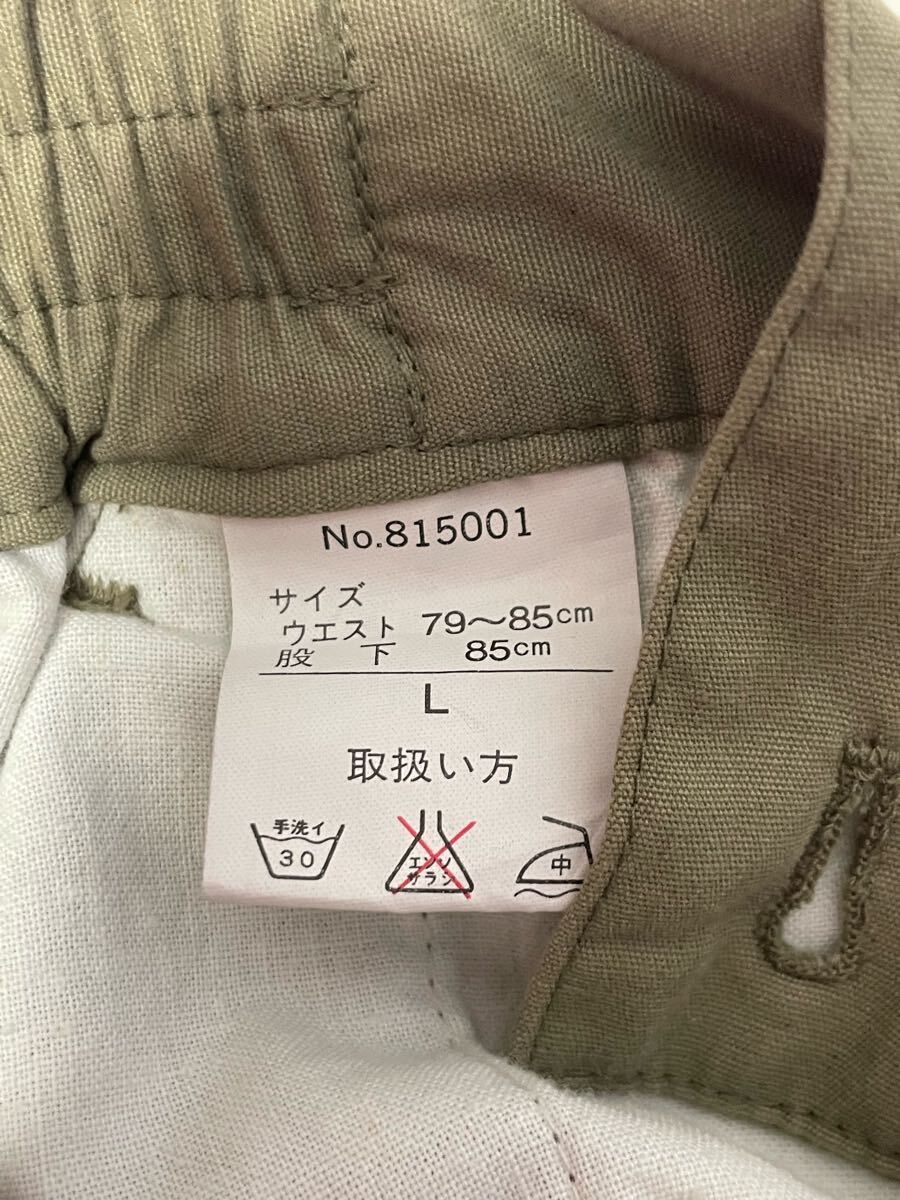 No.815001
サイズ
ウエスト 79〜85cm
股 下 85cm
L
取扱い方
手洗イ
30
エンソ
サラシ
中